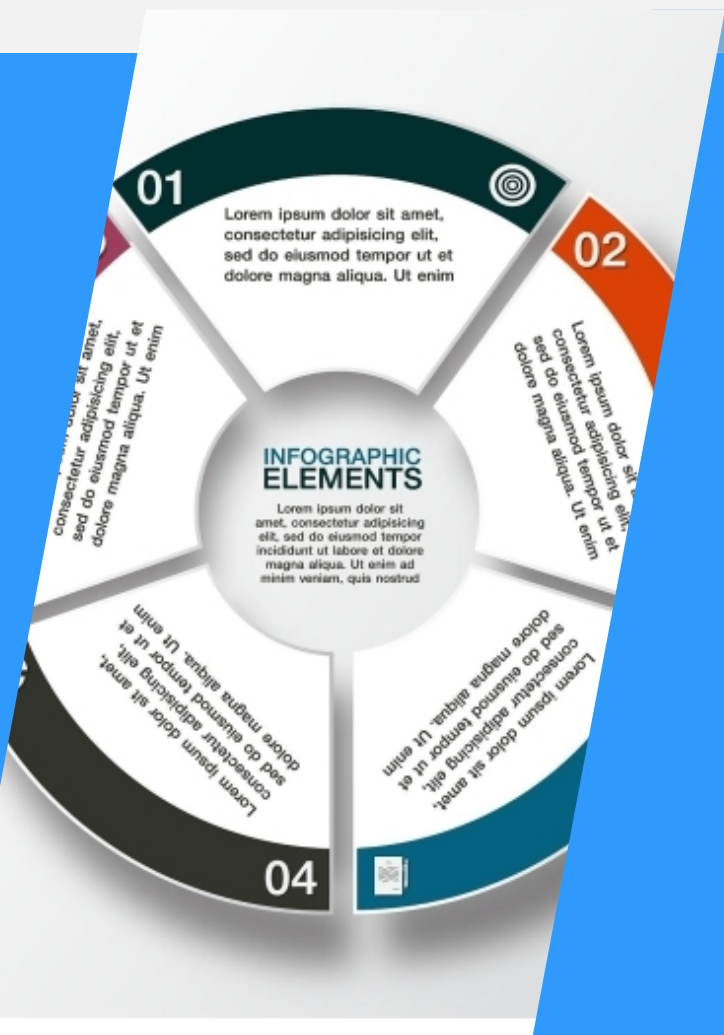 01
Lorem ipsum dolor sit amet,
consectetur adipisicing elit,
sed do eiusmod tempor ut et
dolore magna aliqua. Ut enim
02
Lorem ipsum dolor sit
consectetur adipisicing elit,
sed do eiusmod tempor ut et
dolore magna aliqua. Ut enim
INFOGRAPHIC
ELEMENTS
Lorem ipsum dolor sit
amet, consectetur adipisicing
elit, sed do eiusmod tempor
incididunt ut labore et dolore
magna aliqua. Ut enim ad
minim veniam, quis nostrud
Lorem ipsum dolor sit amet,
consectetur adipisicing elit,
sed do eiusmod tempor ut et
dolore magna aliqua. Ut enim
04
Lorem ipsum dolor sit amet,
consectetur adipisicing elit,
sed do eiusmod tempor ut et
dolore magna aliqua. Ut enim
dolor sit amet,
consectetur adipisicing elit,
sed do eiusmod tempor ut et
dolore magna aliqua. Ut enim